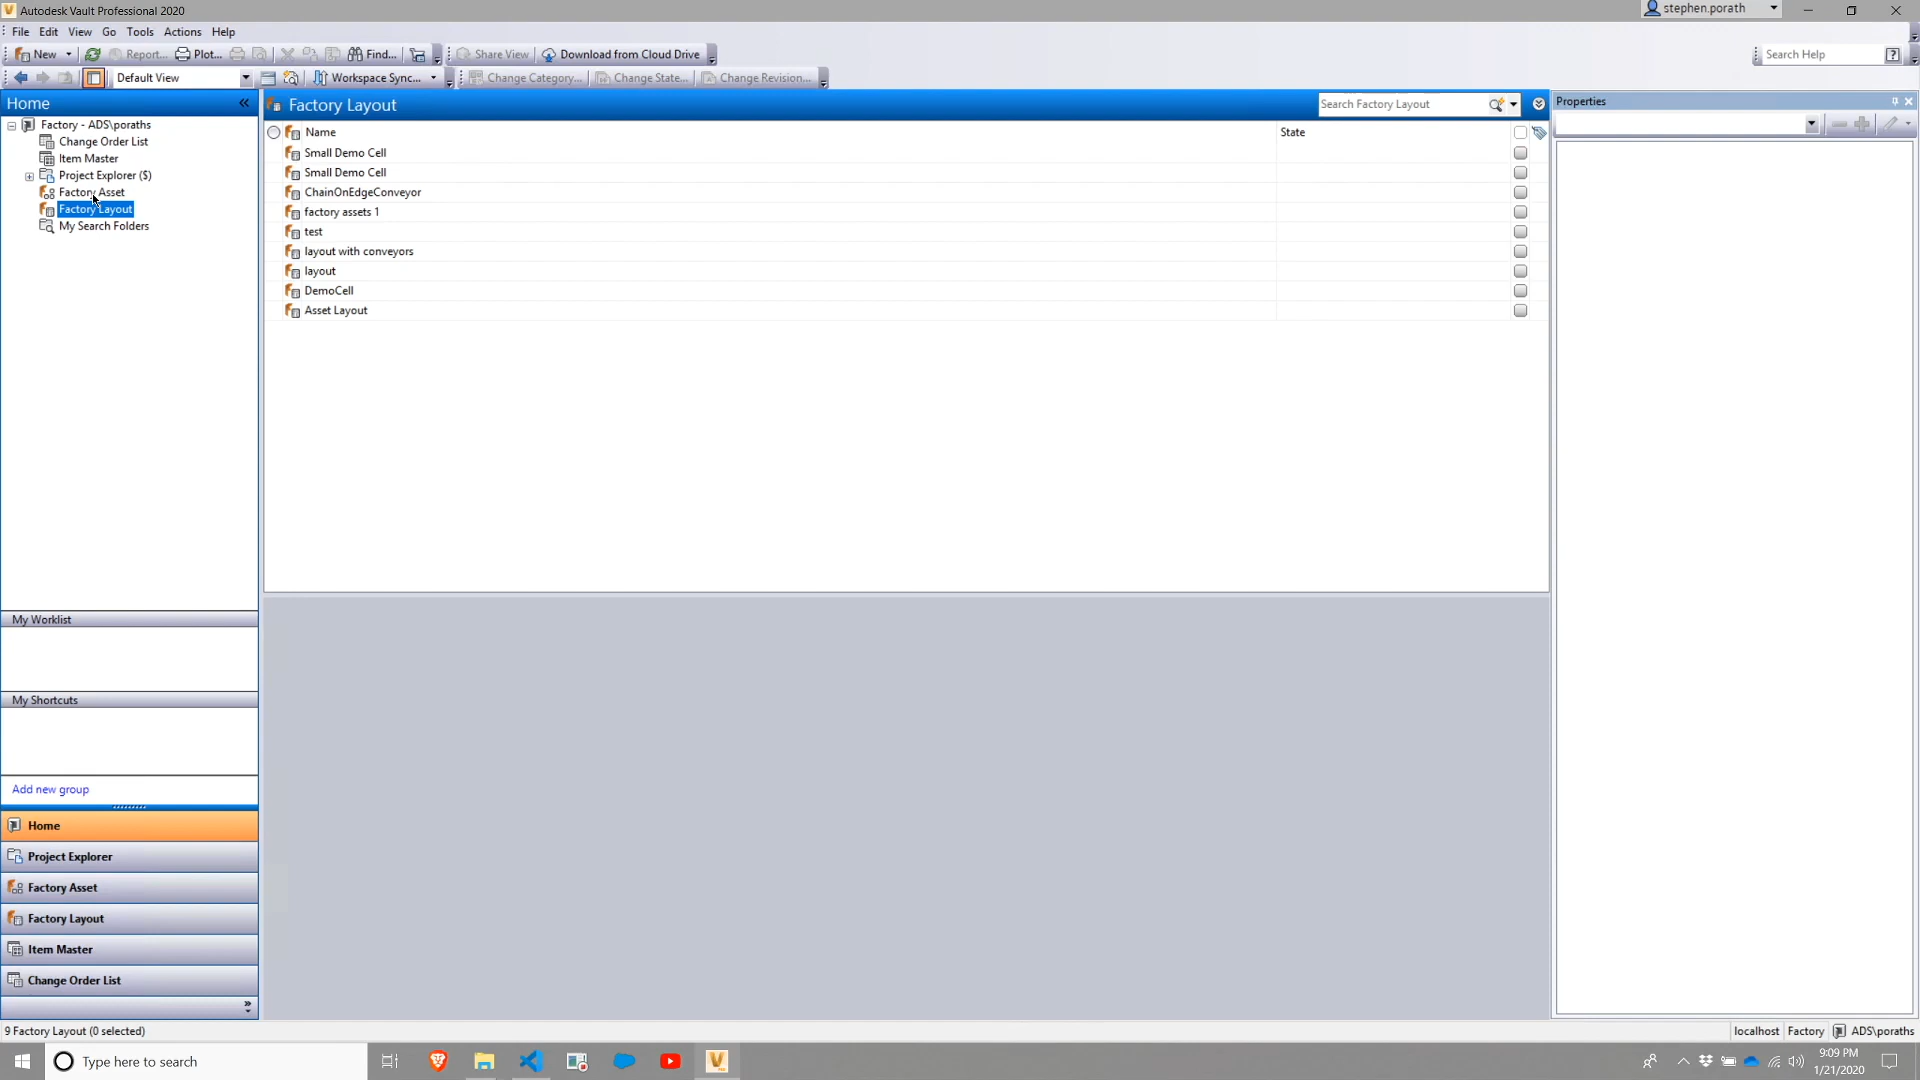 Autodesk Vault Professional 2020
stephen.porath
File Edit View Go Tools Actions Help
New Report... Plot... Find... Share View Download from Cloud Drive Search Help
Default View Workspace Sync... Change Category... Change State... Change Revision...
Home
Factory - ADS\poraths
Change Order List
Item Master
Project Explorer ($)
Factory Asset
Factory Layout
My Search Folders
My Worklist
My Shortcuts
Add new group
Home
Project Explorer
Factory Asset
Factory Layout
Item Master
Change Order List
Factory Layout
Search Factory Layout
Name State
Small Demo Cell
Small Demo Cell
ChainOnEdgeConveyor
factory assets 1
test
layout with conveyors
layout
DemoCell
Asset Layout
Properties
9 Factory Layout (0 selected)
localhost Factory ADS\poraths
Type here to search
9:09 PM
1/21/2020